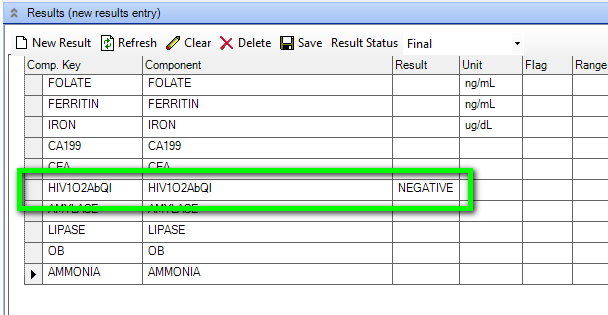 Results (new results entry)
New Result Refresh Clear Delete Save Result Status Final
Comp. Key Component Result Unit Flag Range
FOLATE FOLATE ng/mL
FERRITIN FERRITIN ng/mL
IRON IRON ug/dL
CA199 CA199
CEA CEA
HIV1O2AbQl HIV1O2AbQl NEGATIVE
AMYLASE AMYLASE
LIPASE LIPASE
OB OB
AMMONIA AMMONIA